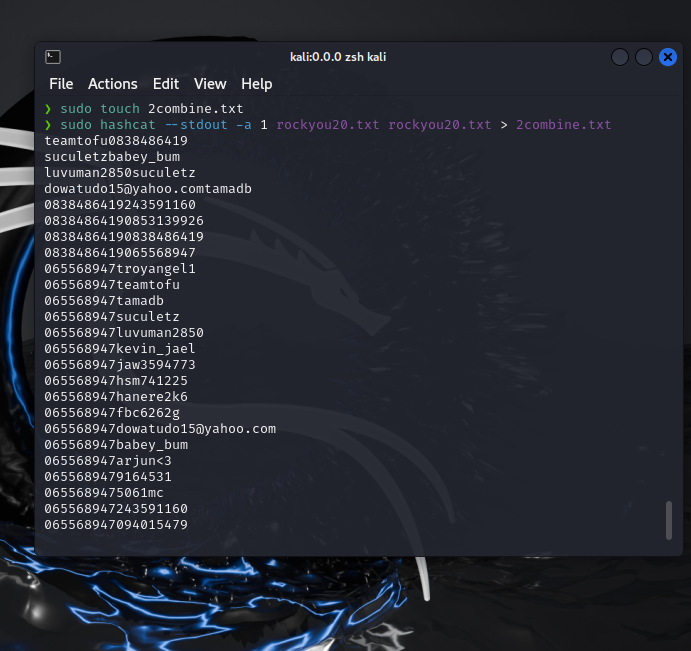 kali:0.0.0 zsh kali
File Actions Edit View Help
❯ sudo touch 2combine.txt
❯ sudo hashcat --stdout -a 1 rockyou20.txt rockyou20.txt > 2combine.txt
teamtofu0838486419
suculetzbabey_bum
luvuman2850suculetz
dowatudo15@yahoo.comtamadb
0838486419243591160
08384864190853139926
08384864190838486419
0838486419065568947
065568947troyangel1
065568947teamtofu
065568947tamadb
065568947suculetz
065568947luvuman2850
065568947kevin_jael
065568947jaw3594773
065568947hsm741225
065568947hanere2k6
065568947fbc6262g
065568947dowatudo15@yahoo.com
065568947babey_bum
065568947arjun<3
0655689479164531
0655689475061mc
065568947243591160
065568947094015479